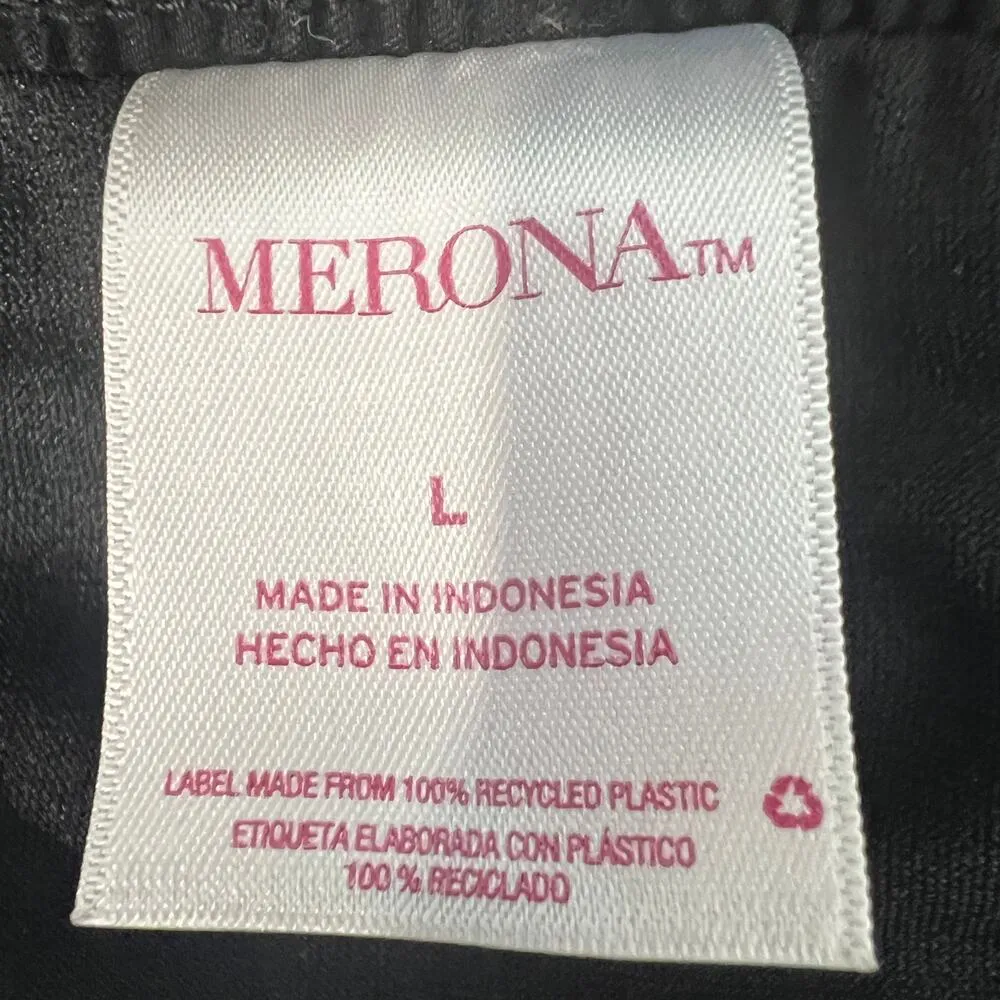 MERONA™
L
MADE IN INDONESIA
HECHO EN INDONESIA
LABEL MADE FROM 100% RECYCLED PLASTIC
ETIQUETA ELABORADA CON PLÁSTICO
100 % RECICLADO